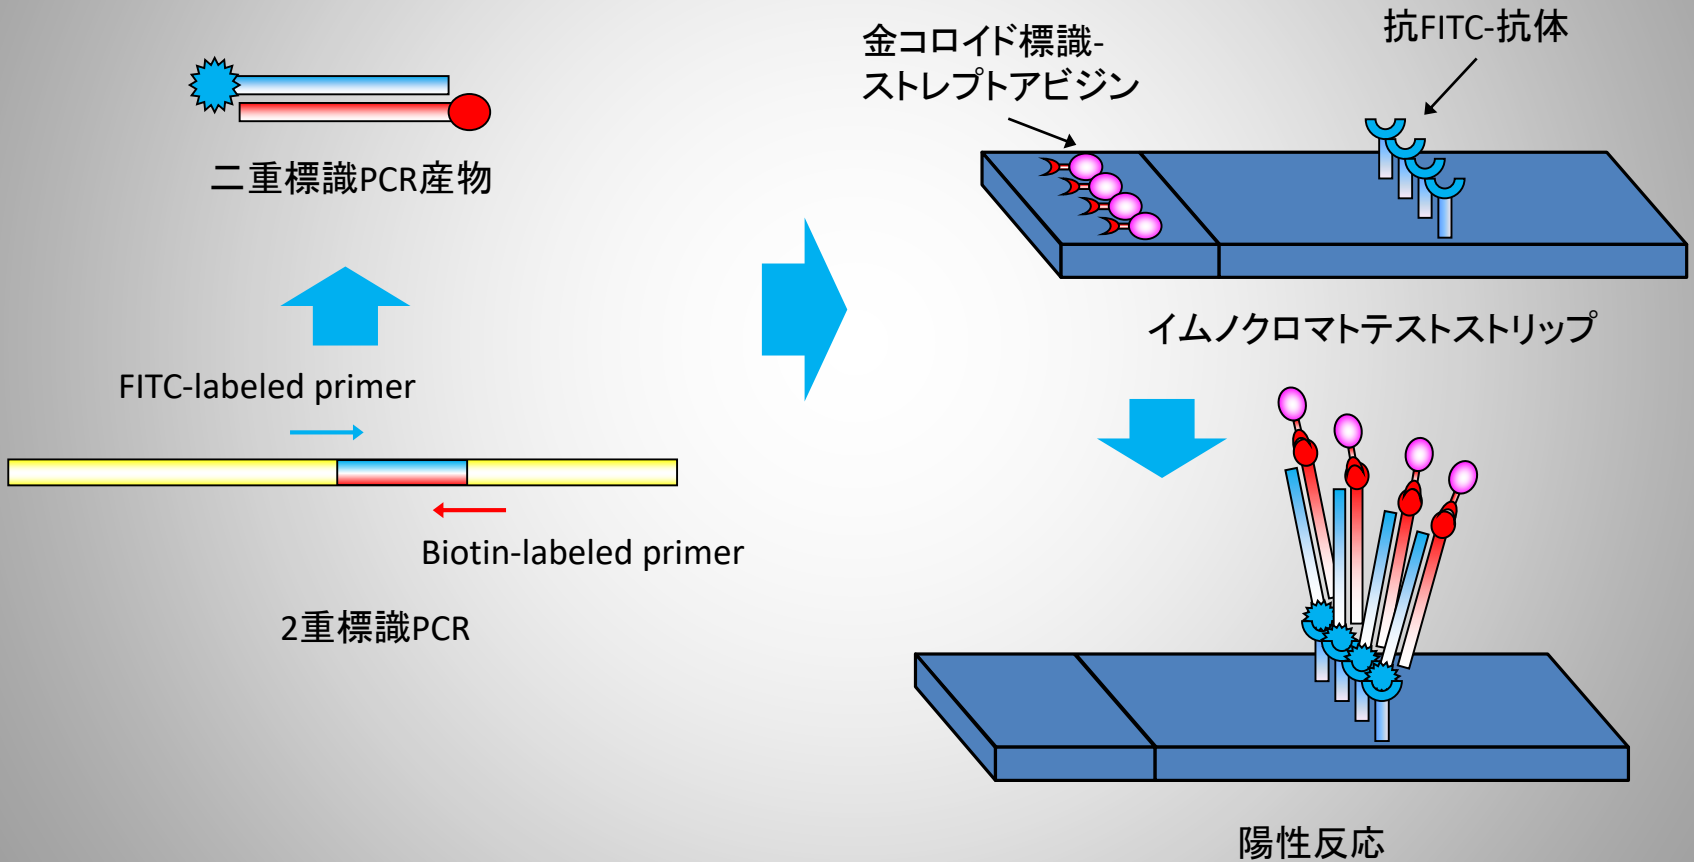 二重標識PCR産物
FITC-labeled primer
Biotin-labeled primer
2重標識PCR
金コロイド標識-
ストレプトアビジン
抗FITC-抗体
イムノクロマトテストストリップ
陽性反応